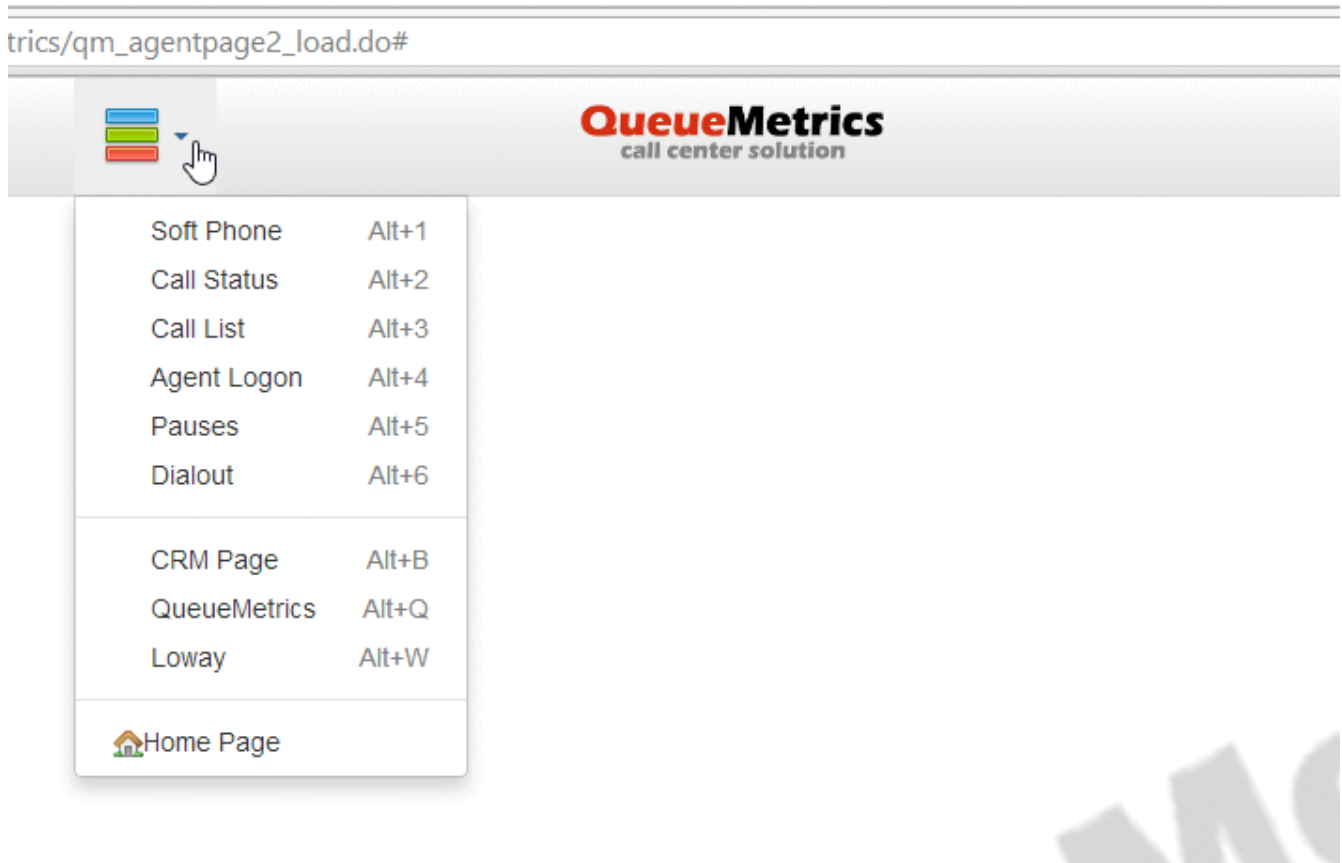 trics/qm_agentpage2_load.do#
QueueMetrics
call center solution
Soft Phone Alt+1
Call Status Alt+2
Call List Alt+3
Agent Logon Alt+4
Pauses Alt+5
Dialout Alt+6
CRM Page Alt+B
QueueMetrics Alt+Q
Loway Alt+W
Home Page